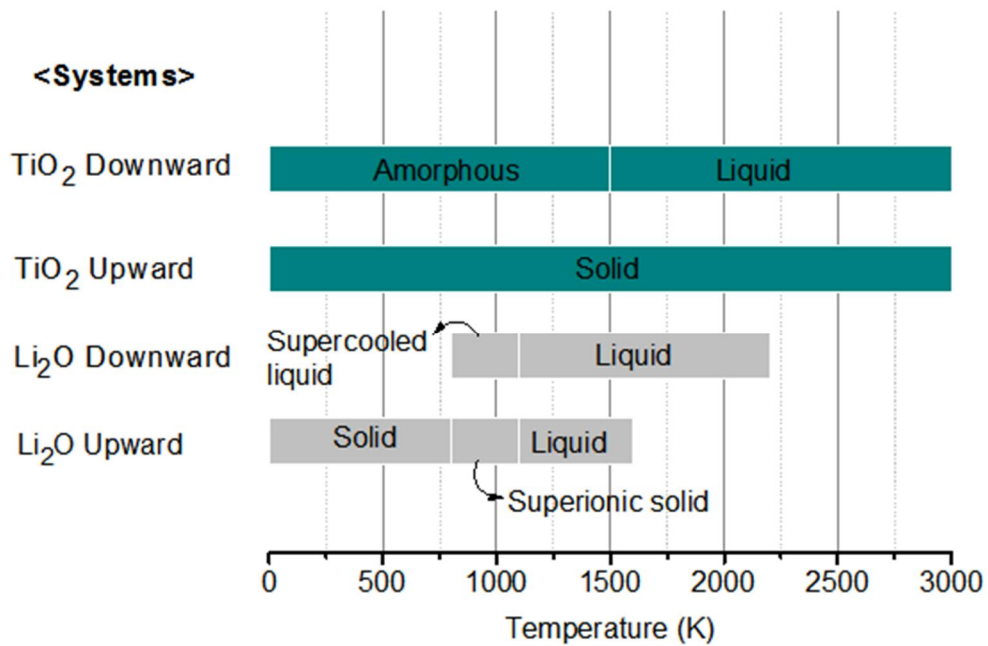 <Systems>
TiO₂ Downward
Amorphous
Liquid
TiO₂ Upward
Solid
Li₂O Downward
Supercooled
liquid
Liquid
Li₂O Upward
Solid
Liquid
Superionic solid
0 500 1000 1500 2000 2500 3000
Temperature (K)